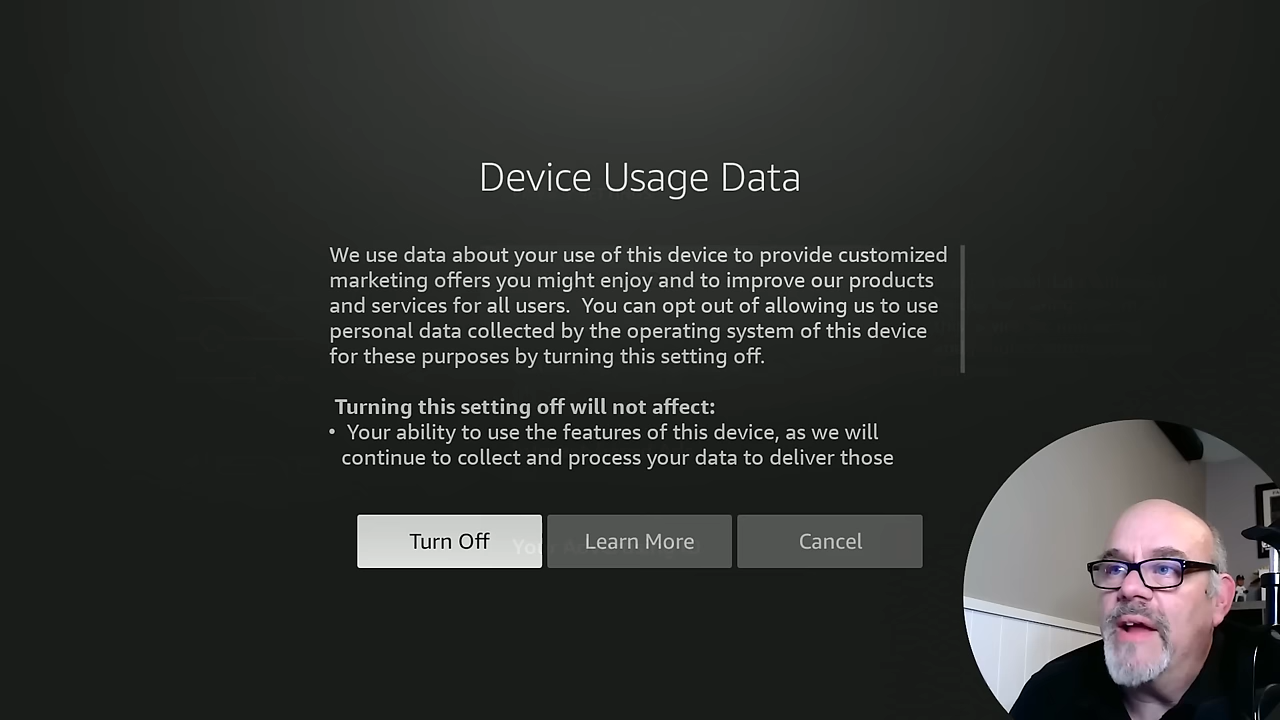 Device Usage Data
We use data about your use of this device to provide customized
marketing offers you might enjoy and to improve our products
and services for all users.  You can opt out of allowing us to use
personal data collected by the operating system of this device
for these purposes by turning this setting off.
Turning this setting off will not affect:
• Your ability to use the features of this device, as we will
continue to collect and process your data to deliver those
Turn Off
Learn More
Cancel